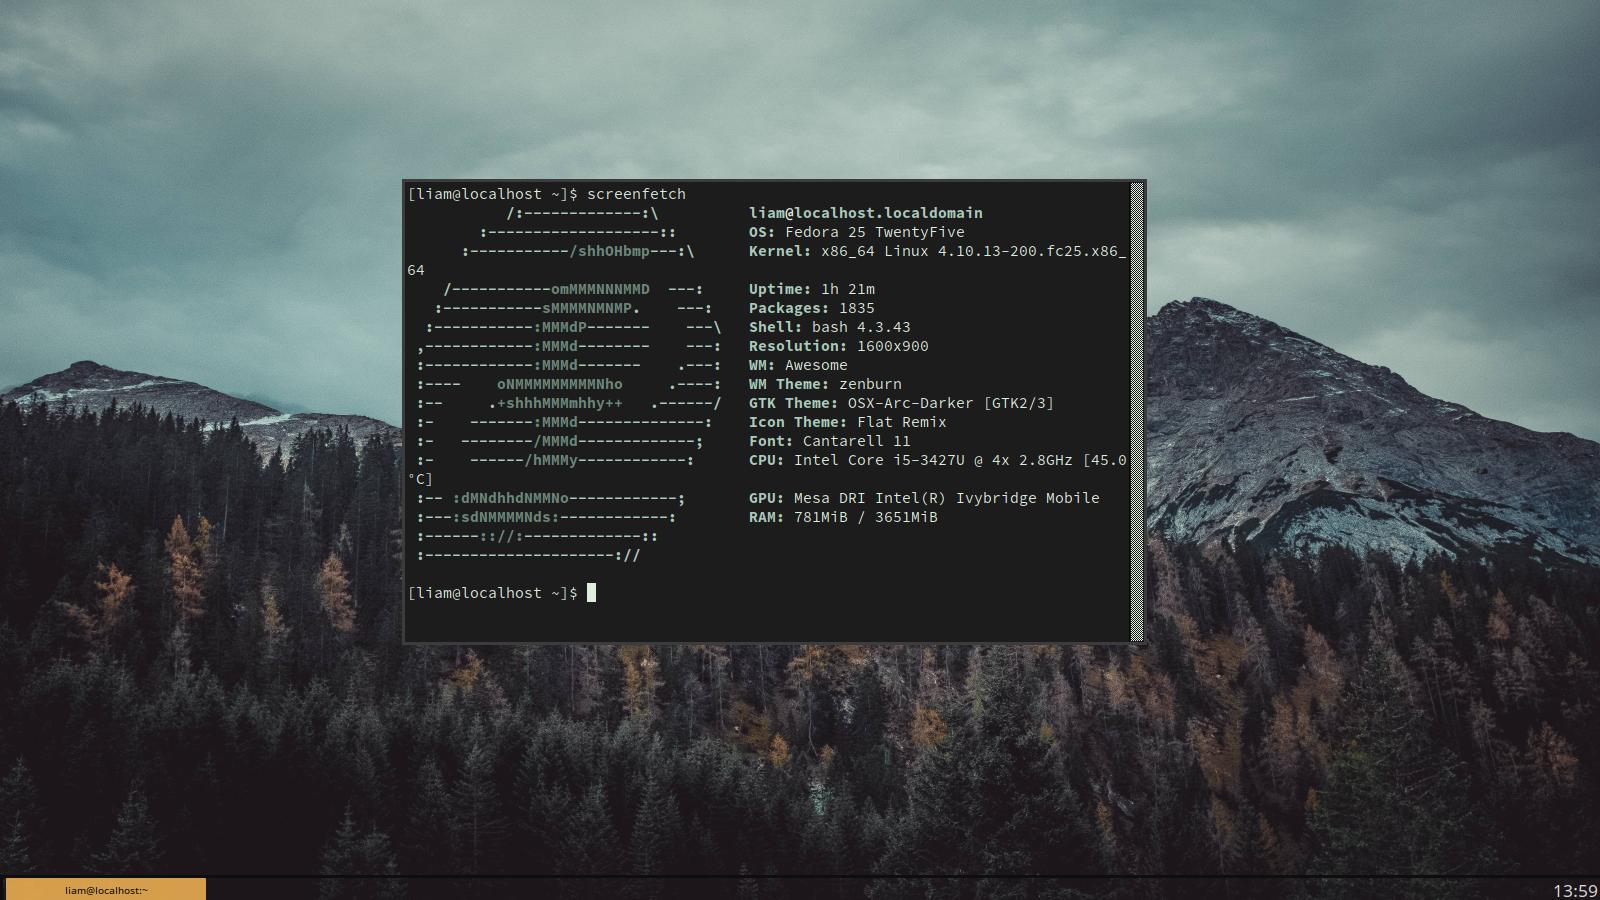 [liam@localhost ~]$ screenfetch
           /:-------------:\          liam@localhost.localdomain
        :-------------------::        OS: Fedora 25 TwentyFive
      :-----------/shhOHbmp---:\      Kernel: x86_64 Linux 4.10.13-200.fc25.x86_
64
    /-----------omMMMNNNMMD  ---:     Uptime: 1h 21m
   :-----------sMMMMNMNMP.    ---:    Packages: 1835
  :-----------:MMMdP-------    ---\   Shell: bash 4.3.43
 ,------------:MMMd--------    ---:   Resolution: 1600x900
 :------------:MMMd-------    .---:   WM: Awesome
 :----    oNMMMMMMMMMNho     .----:   WM Theme: zenburn
 :--     .+shhhMMMmhhy++   .------/   GTK Theme: OSX-Arc-Darker [GTK2/3]
 :-    -------:MMMd--------------:    Icon Theme: Flat Remix
 :-   --------/MMMd-------------;     Font: Cantarell 11
 :-    ------/hMMMy------------:      CPU: Intel Core i5-3427U @ 4x 2.8GHz [45.0
°C]
 :-- :dMNdhhdNMMNo------------;       GPU: Mesa DRI Intel(R) Ivybridge Mobile
 :---:sdNMMMMNds:------------:        RAM: 781MiB / 3651MiB
 :------:://:-------------::
 :---------------------://
[liam@localhost ~]$
liam@localhost:~
13:59